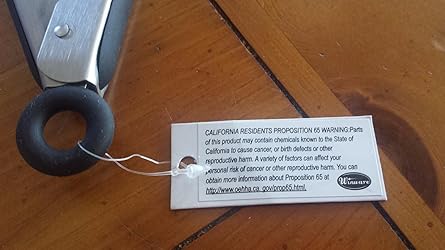 CALIFORNIA RESIDENTS PROPOSITION 65 WARNING:Parts
of this product may contain chemicals known to the State of
California to cause cancer, or birth defects or other
reproductive harm. A variety of factors can affect your
personal risk of cancer or other reproductive harm. You can
obtain more information about Proposition 65 at
http://www.oehha.ca. gov/prop65.html.
Winware